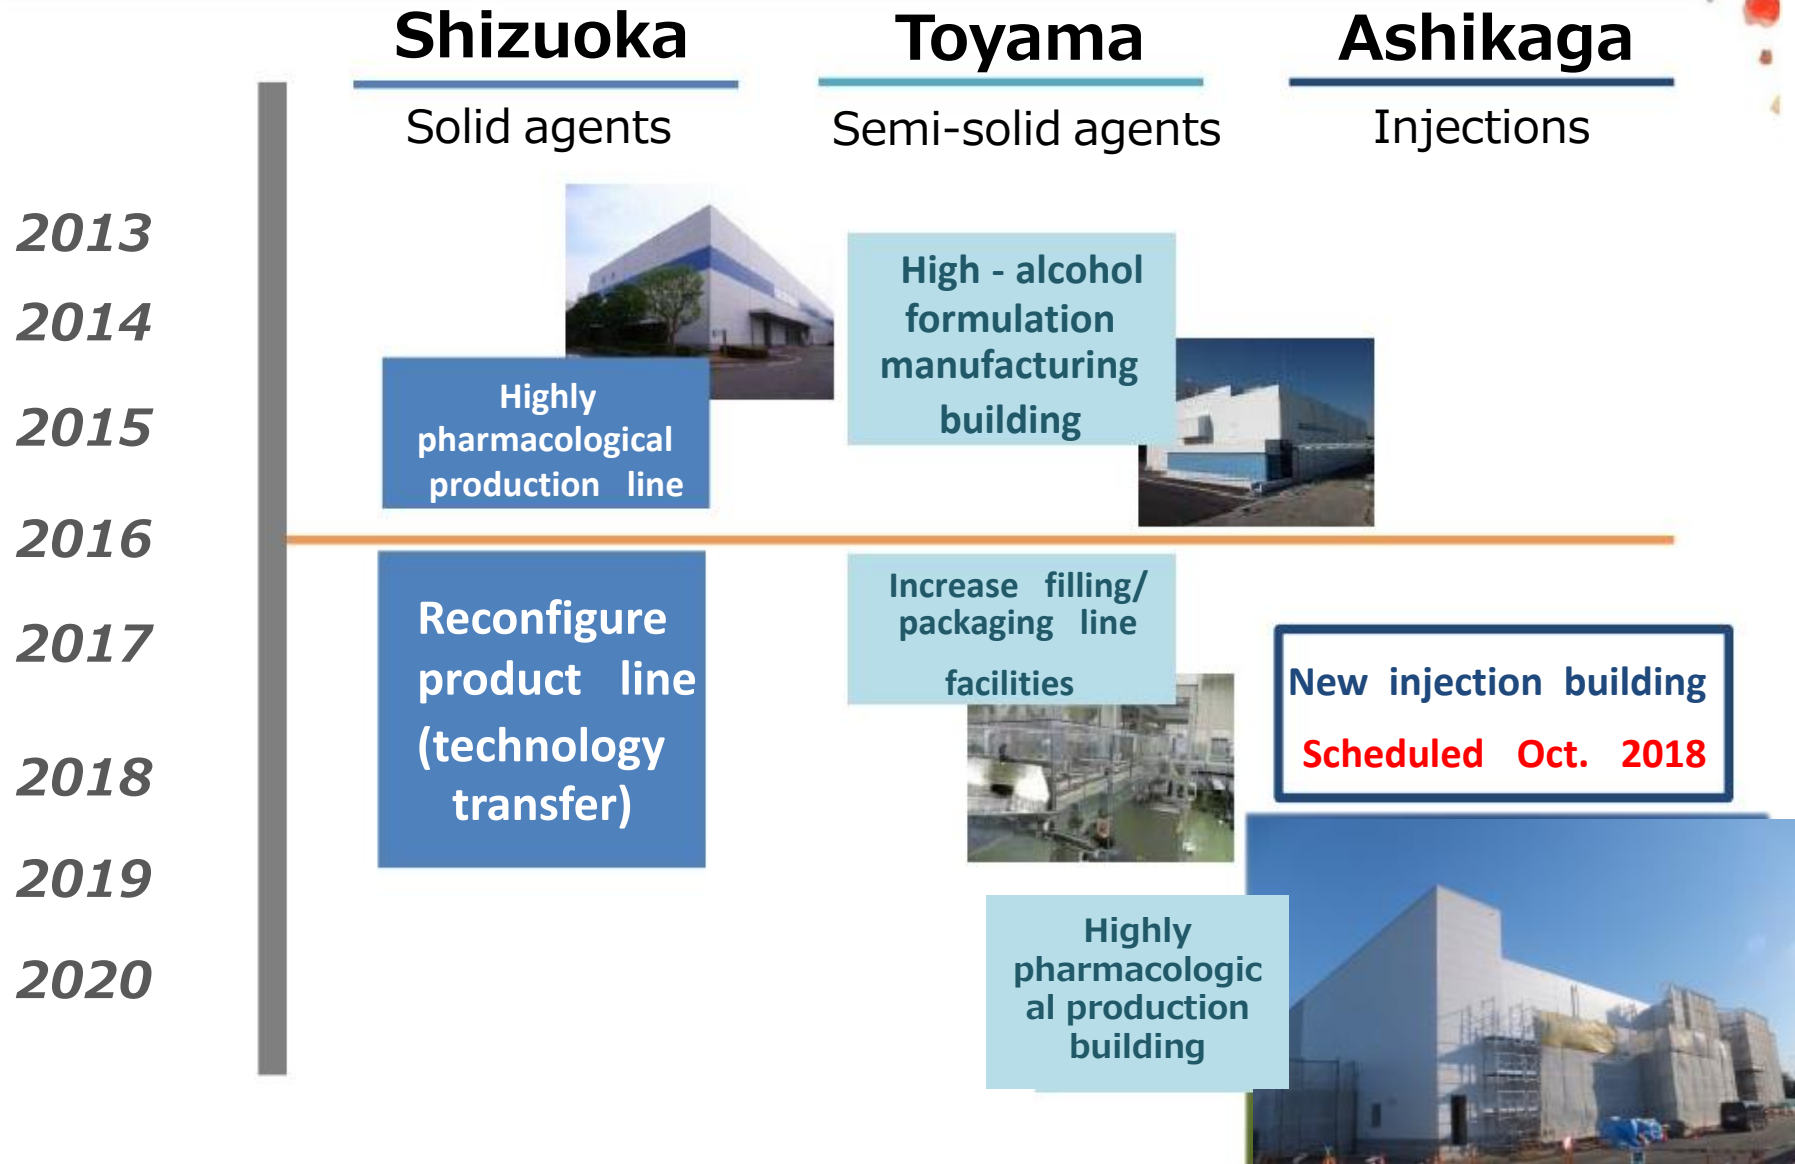 Shizuoka
Toyama
Ashikaga
Solid agents
Semi-solid agents
Injections
2013
2014
2015
2016
2017
2018
2019
2020
Highly
pharmacological
production line
Reconfigure
product line
(technology
transfer)
High - alcohol
formulation
manufacturing
building
Increase filling/
packaging line
facilities
Highly
pharmacologic
al production
building
New injection building
Scheduled Oct. 2018